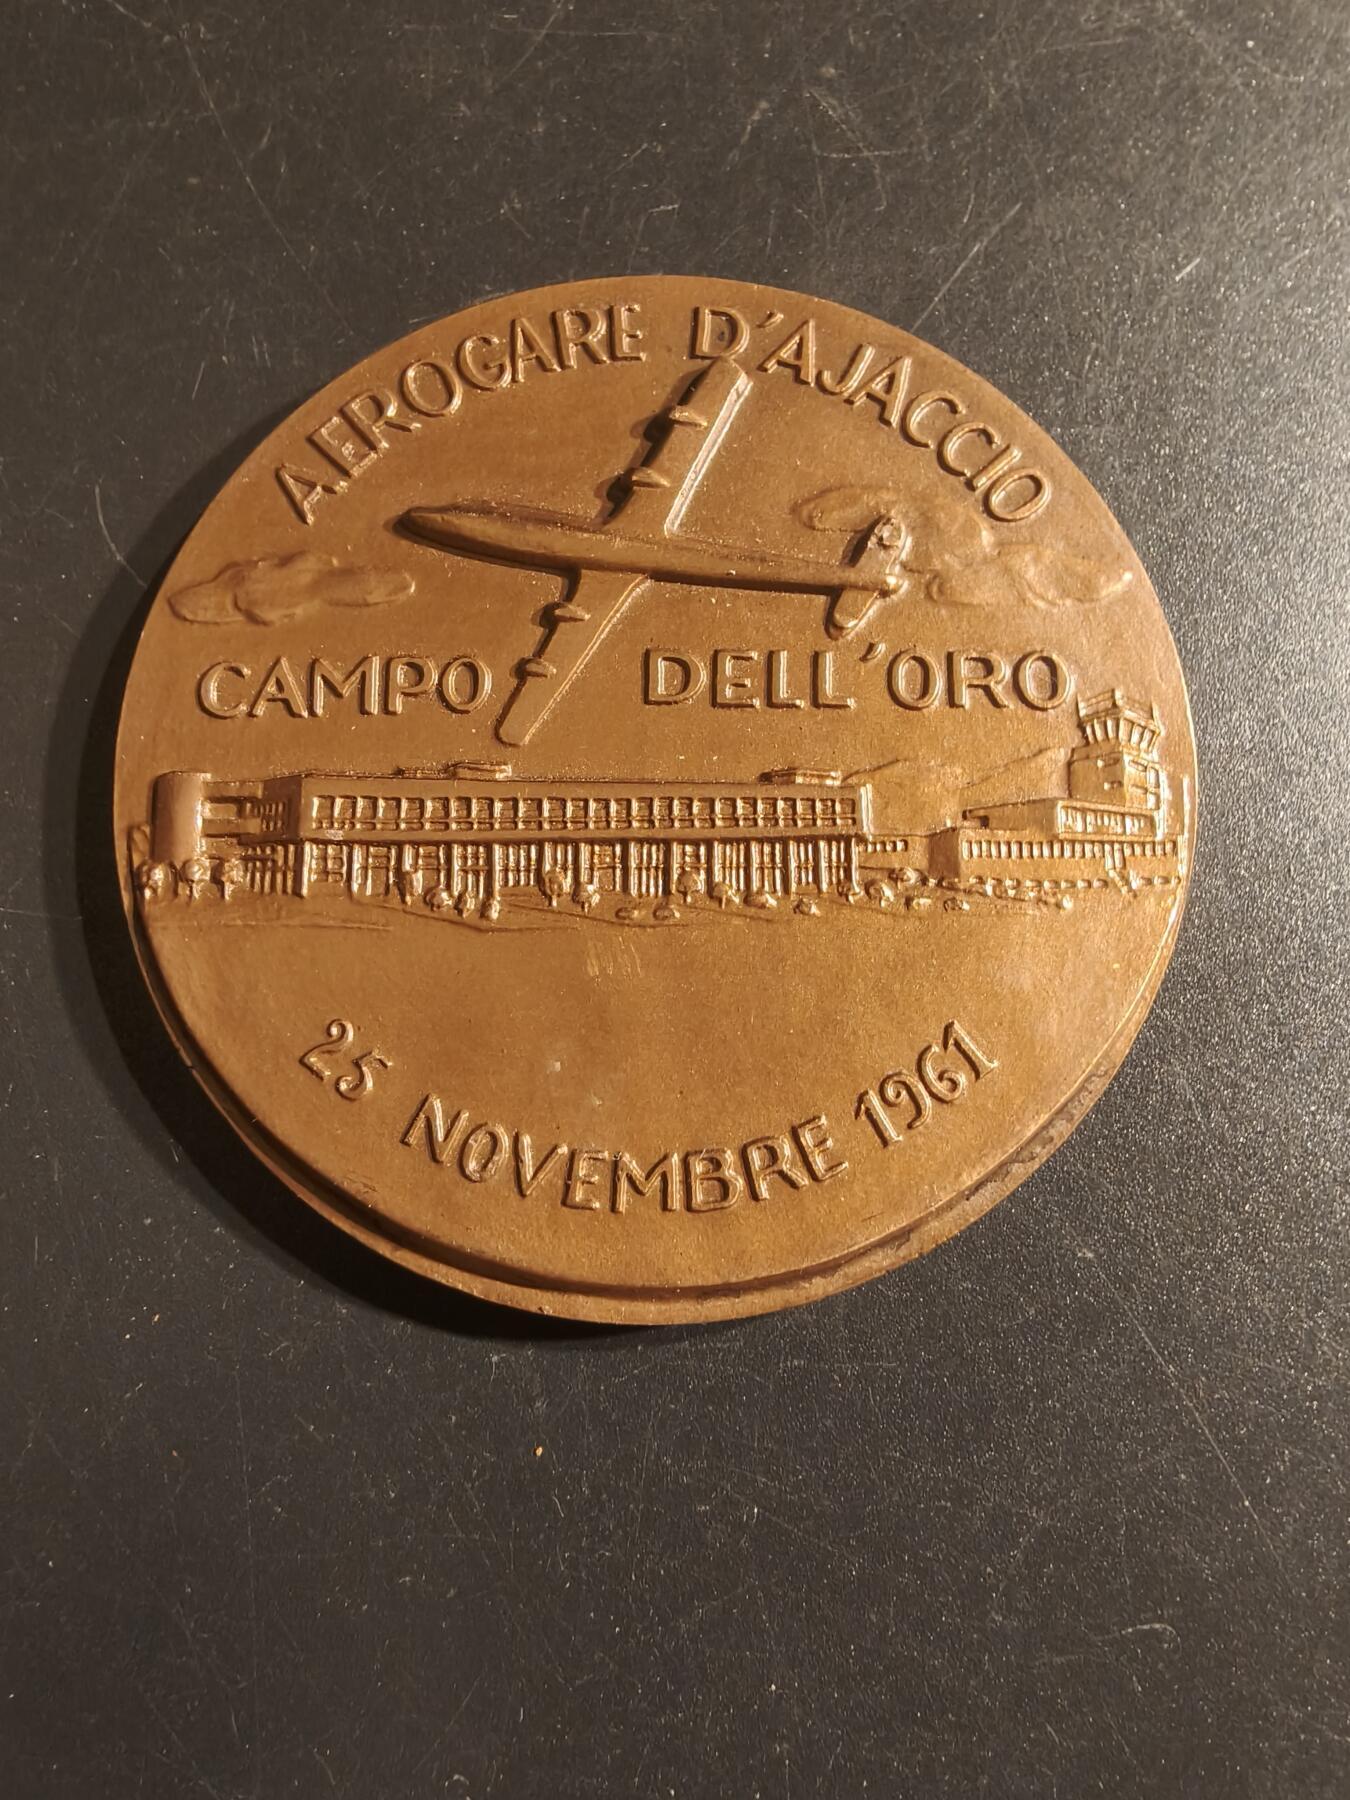 AEROGARE D'AJACCIO
CAMPO DELL'ORO
25 NOVEMBRE 1961